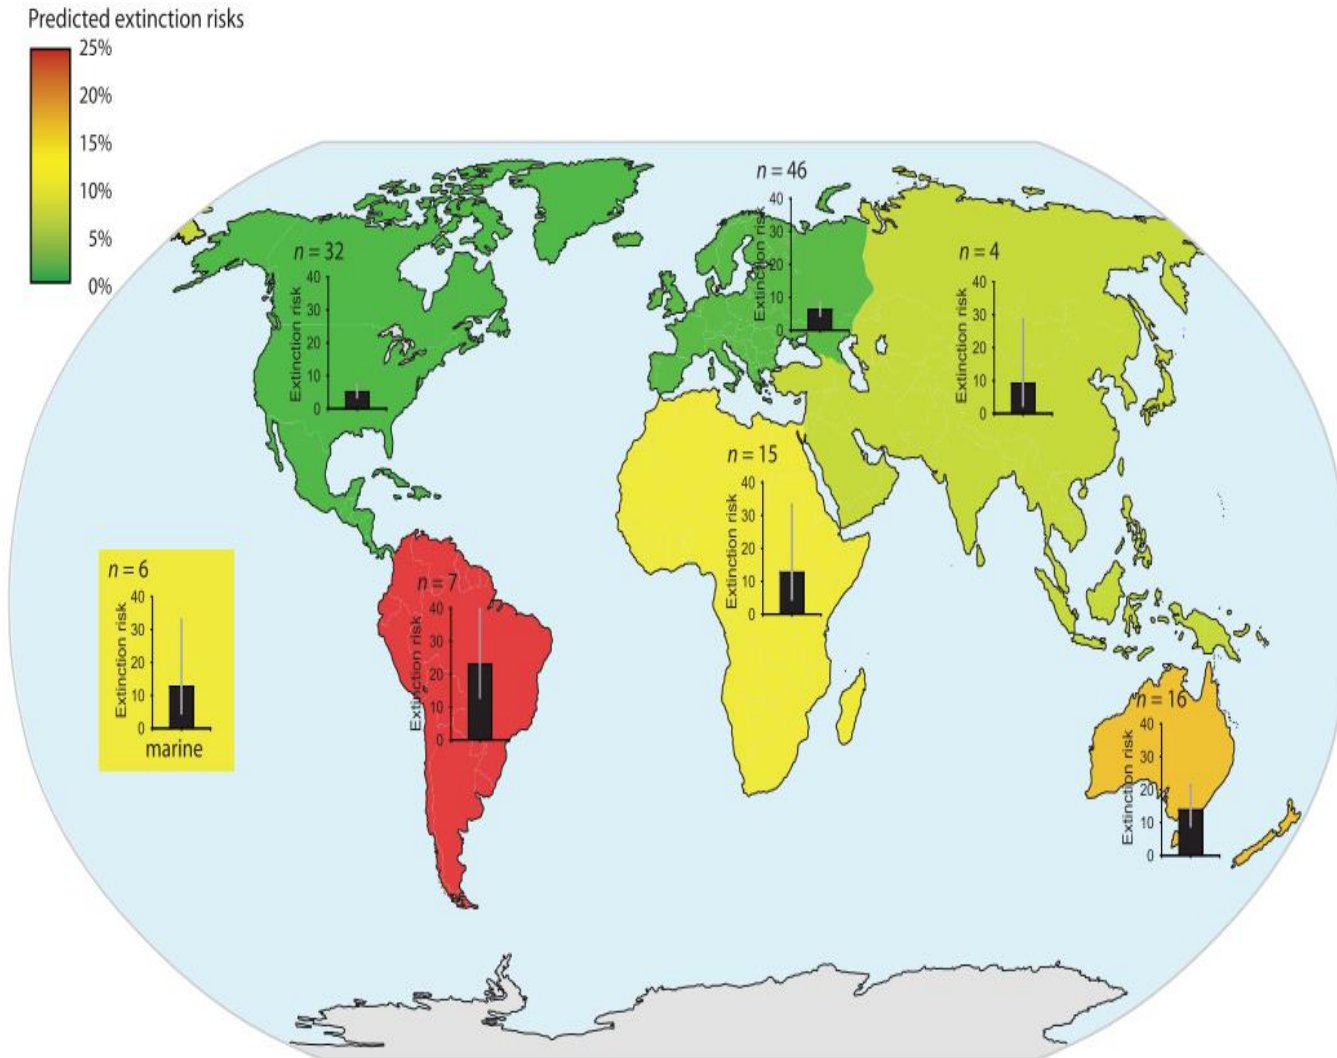 Predicted extinction risks
25%
20%
15%
10%
5%
0%
n = 32
Extinction risk
40
30
20
10
0
n = 46
Extinction risk
40
30
20
10
0
n = 4
Extinction risk
40
30
20
10
0
n = 15
Extinction risk
40
30
20
10
0
n = 6
Extinction risk
40
30
20
10
0
marine
n = 7
Extinction risk
40
30
20
10
0
n = 16
Extinction risk
40
30
20
10
0